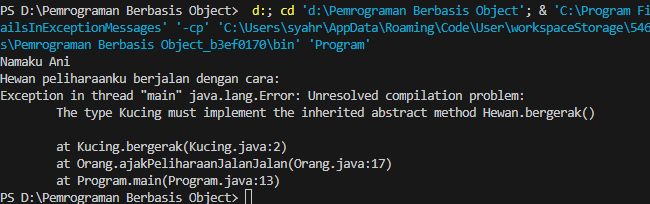 PS D:\Pemrograman Berbasis Object>  d:; cd 'd:\Pemrograman Berbasis Object'; & 'C:\Program Fi
ailsInExceptionMessages' '-cp' 'C:\Users\syahr\AppData\Roaming\Code\User\workspaceStorage\546
s\Pemrograman Berbasis Object_b3ef0170\bin' 'Program'
Namaku Ani
Hewan peliharaanku berjalan dengan cara:
Exception in thread "main" java.lang.Error: Unresolved compilation problem:
        The type Kucing must implement the inherited abstract method Hewan.bergerak()

        at Kucing.bergerak(Kucing.java:2)
        at Orang.ajakPeliharaanJalanJalan(Orang.java:17)
        at Program.main(Program.java:13)
PS D:\Pemrograman Berbasis Object>